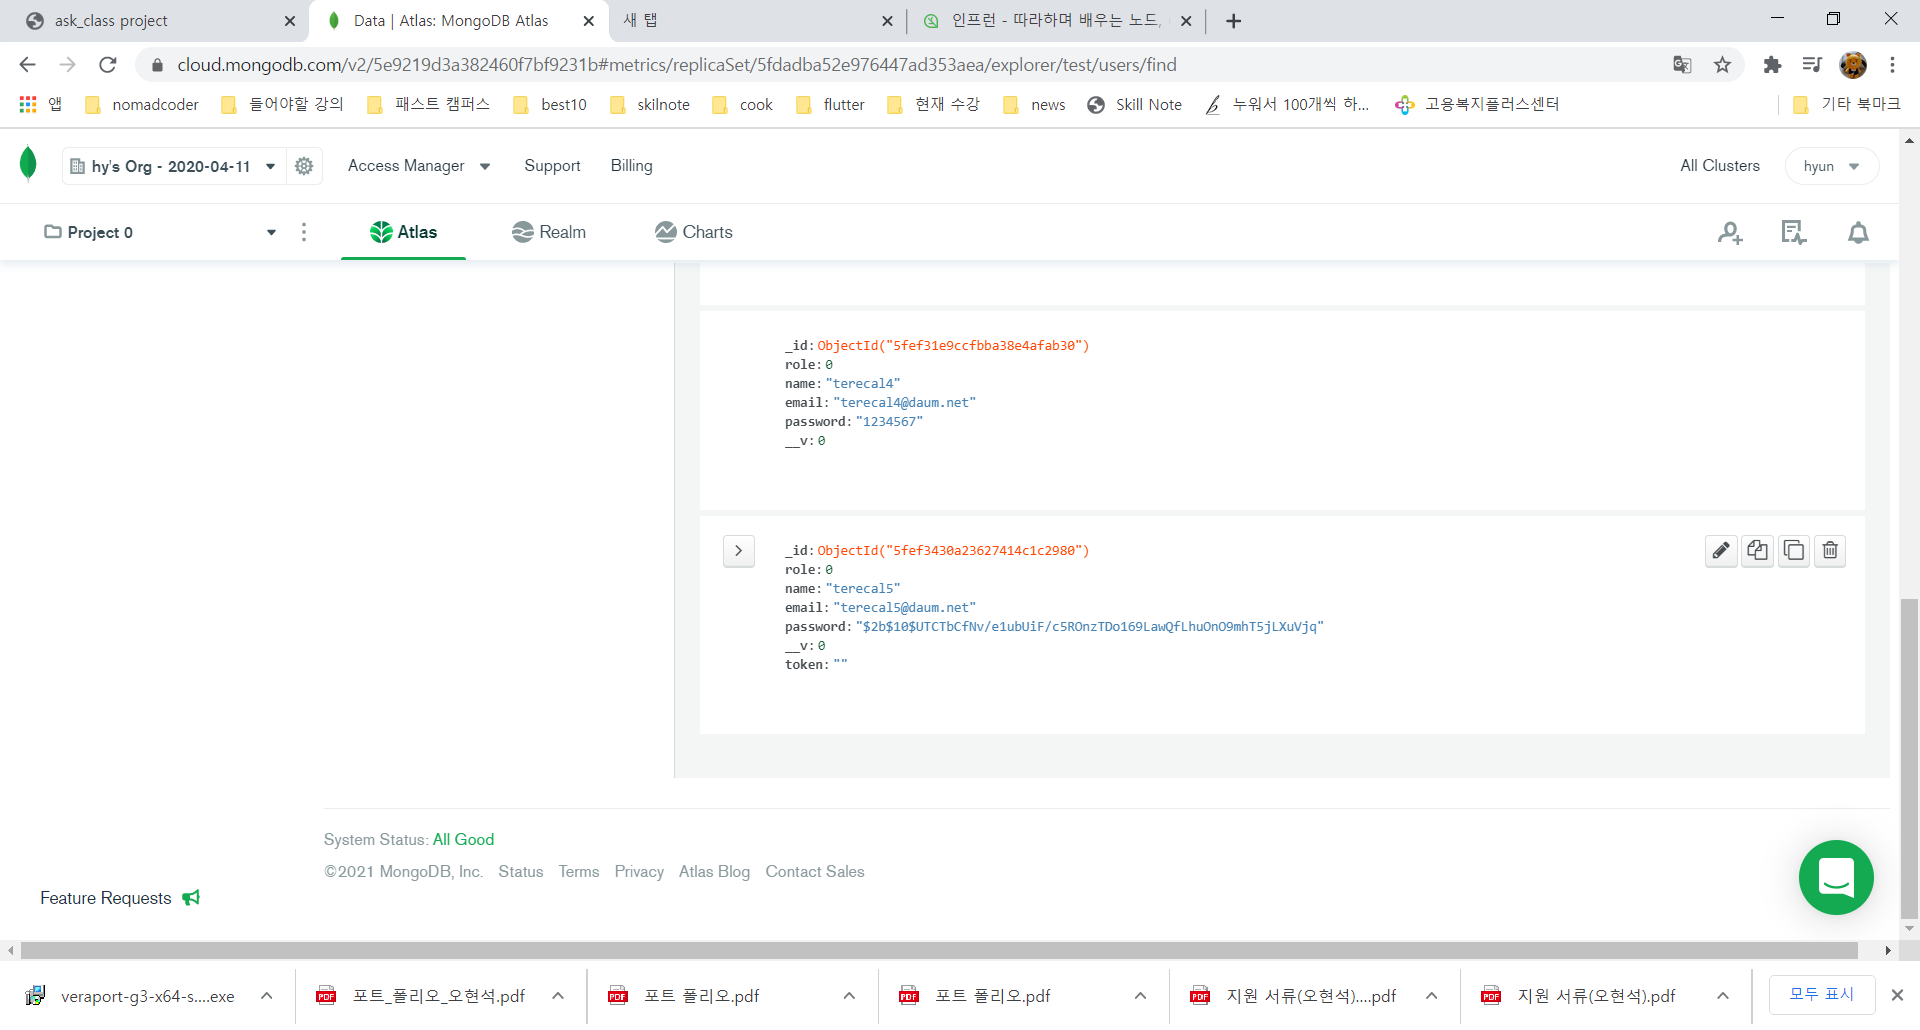 ask_class project
Data | Atlas: MongoDB Atlas
새 탭
인프런 - 따라하며 배우는 노드,
cloud.mongodb.com/v2/5e9219d3a382460f7bf9231b#metrics/replicaSet/5fdadba52e976447ad353aea/explorer/test/users/find
앱 nomadcoder 들어야할 강의 패스트 캠퍼스 best10 skilnote cook flutter 현재 수강 news Skill Note 누워서 100개씩 하... 고용복지플러스센터 기타 북마크
hy's Org - 2020-04-11 Access Manager Support Billing All Clusters hyun
Project 0 Atlas Realm Charts
_id: ObjectId("5fef31e9ccfbba38e4afab30")
role: 0
name: "terecal4"
email: "terecal4@daum.net"
password: "1234567"
__v: 0
_id: ObjectId("5fef3430a23627414c1c2980")
role: 0
name: "terecal5"
email: "terecal5@daum.net"
password: "$2b$10$UTCTbCfNv/e1ubUiF/c5ROnzTDo169LawQfLhuOnO9mhT5jLXuVjq"
__v: 0
token: ""
System Status: All Good
©2021 MongoDB, Inc. Status Terms Privacy Atlas Blog Contact Sales
Feature Requests
veraport-g3-x64-s....exe
포트_폴리오_오현석.pdf
포트 폴리오.pdf
포트 폴리오.pdf
지원 서류(오현석)....pdf
지원 서류(오현석).pdf
모두 표시